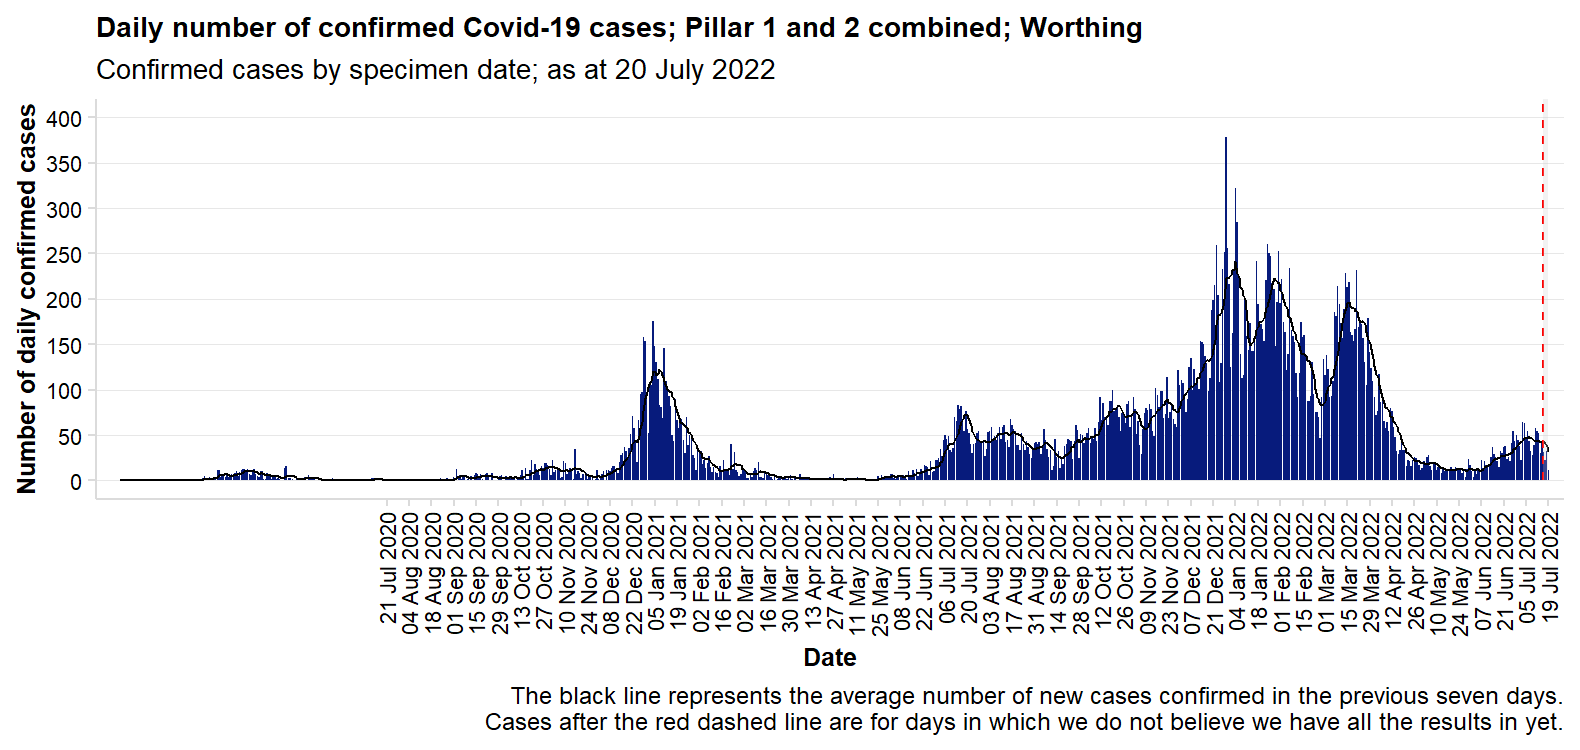 Daily number of confirmed Covid-19 cases; Pillar 1 and 2 combined; Worthing
Confirmed cases by specimen date; as at 20 July 2022
Number of daily confirmed cases
400
350
300
250
200
150
100
50
0
21 Jul 2020
04 Aug 2020
18 Aug 2020
01 Sep 2020
15 Sep 2020
29 Sep 2020
13 Oct 2020
27 Oct 2020
10 Nov 2020
24 Nov 2020
08 Dec 2020
22 Dec 2020
05 Jan 2021
19 Jan 2021
02 Feb 2021
16 Feb 2021
02 Mar 2021
16 Mar 2021
30 Mar 2021
13 Apr 2021
27 Apr 2021
11 May 2021
25 May 2021
08 Jun 2021
22 Jun 2021
06 Jul 2021
20 Jul 2021
03 Aug 2021
17 Aug 2021
31 Aug 2021
14 Sep 2021
28 Sep 2021
12 Oct 2021
26 Oct 2021
09 Nov 2021
23 Nov 2021
07 Dec 2021
21 Dec 2021
04 Jan 2022
18 Jan 2022
01 Feb 2022
15 Feb 2022
01 Mar 2022
15 Mar 2022
29 Mar 2022
12 Apr 2022
26 Apr 2022
10 May 2022
24 May 2022
07 Jun 2022
21 Jun 2022
05 Jul 2022
19 Jul 2022
Date
The black line represents the average number of new cases confirmed in the previous seven days.
Cases after the red dashed line are for days in which we do not believe we have all the results in yet.